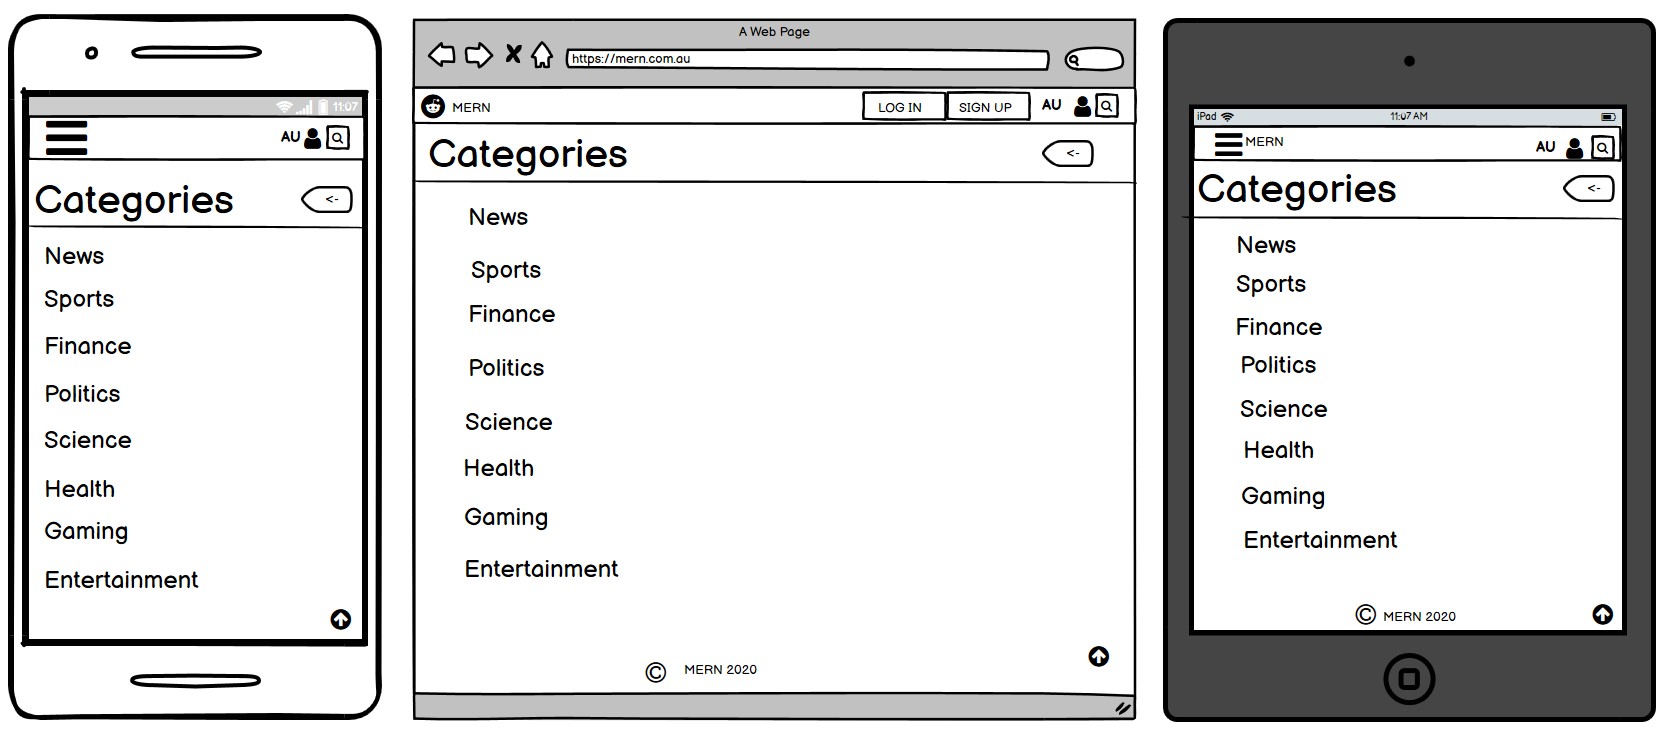 11:07
AU
Categories
<-
News
Sports
Finance
Politics
Science
Health
Gaming
Entertainment
A Web Page
https://mern.com.au
MERN
LOG IN
SIGN UP
AU
Categories
<-
News
Sports
Finance
Politics
Science
Health
Gaming
Entertainment
© MERN 2020
iPad
11:07 AM
MERN
AU
Categories
<-
News
Sports
Finance
Politics
Science
Health
Gaming
Entertainment
© MERN 2020